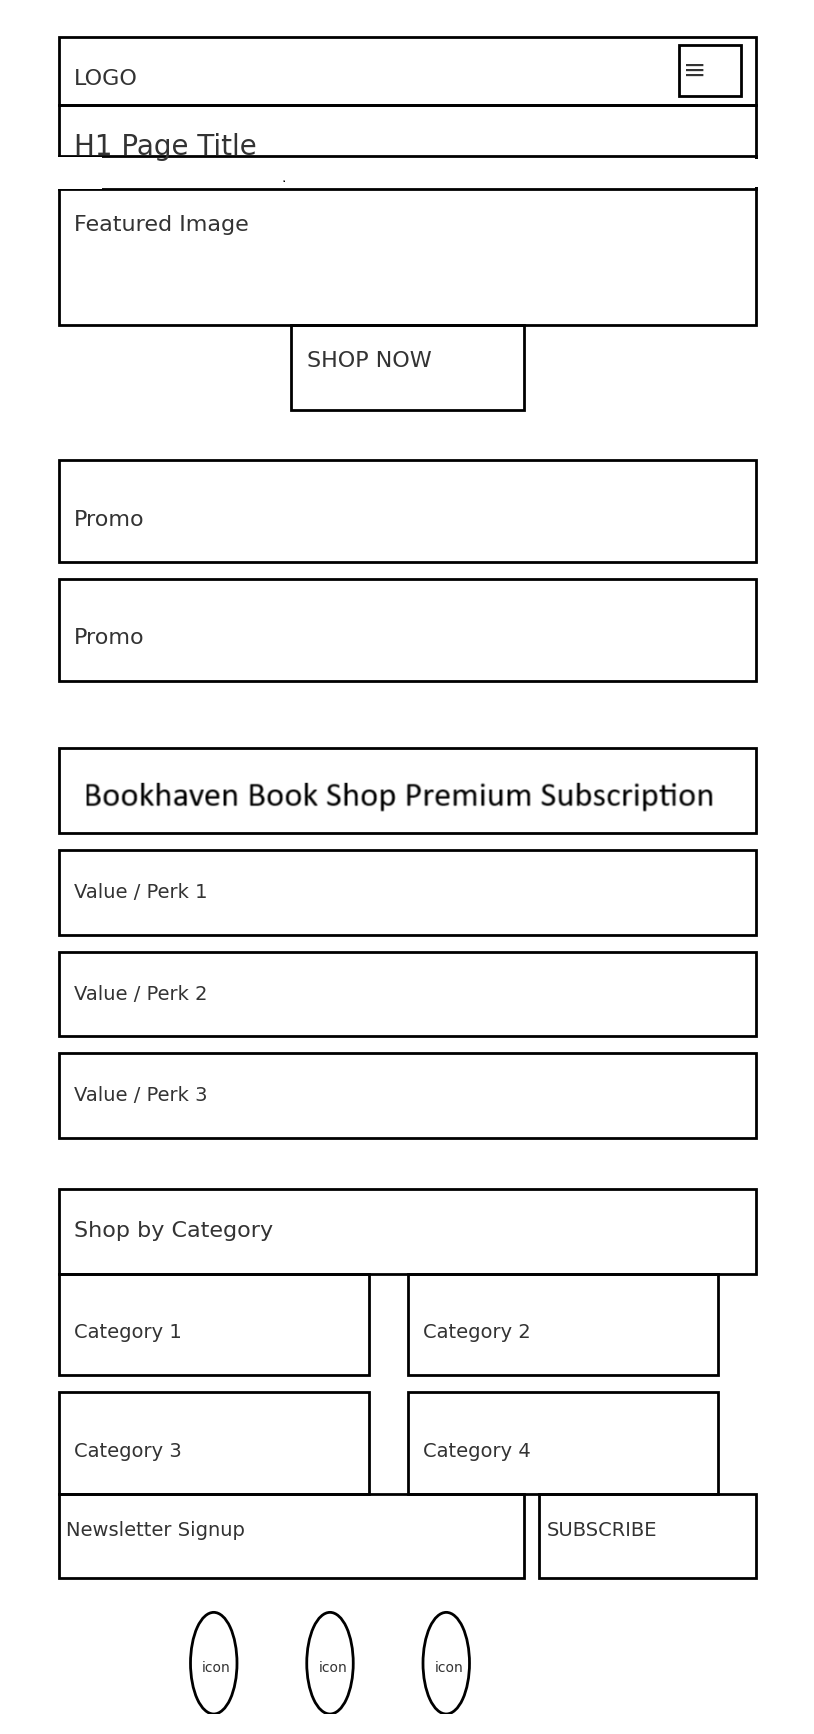 LOGO
≡
H1 Page Title
Featured Image
SHOP NOW
Promo
Promo
Bookhaven Book Shop Premium Subscription
Value / Perk 1
Value / Perk 2
Value / Perk 3
Shop by Category
Category 1
Category 2
Category 3
Category 4
Newsletter Signup
SUBSCRIBE
icon
icon
icon